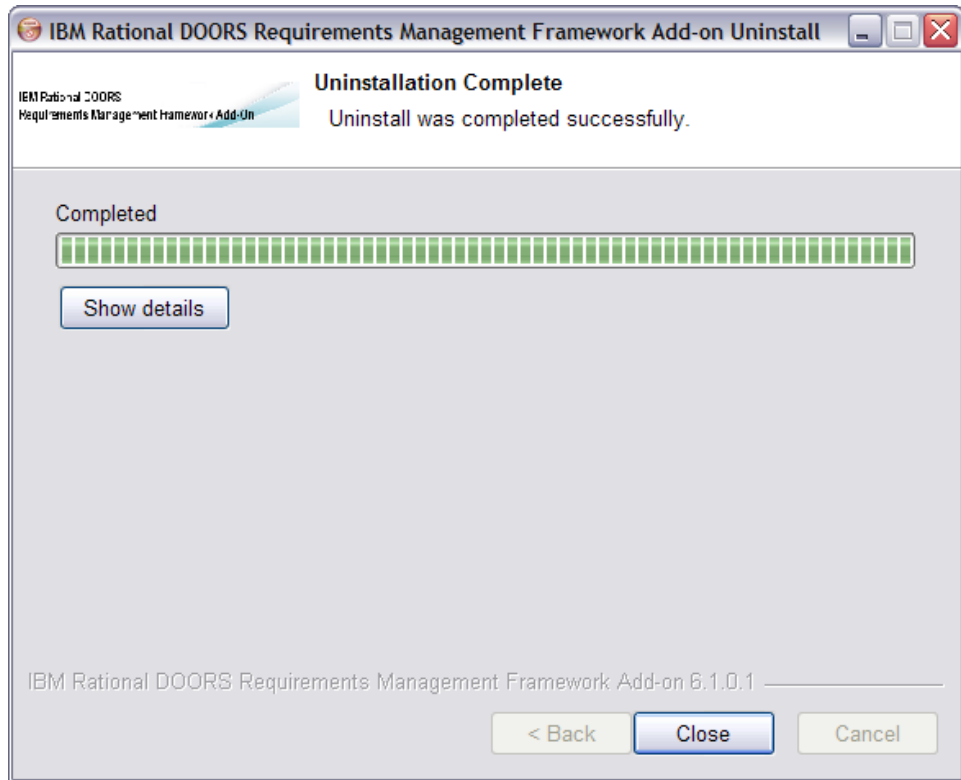 IBM Rational DOORS Requirements Management Framework Add-on Uninstall
IBM Rational DOORS
Requirements Management Framework Add-On
Uninstallation Complete
Uninstall was completed successfully.
Completed
Show details
IBM Rational DOORS Requirements Management Framework Add-on 6.1.0.1
< Back
Close
Cancel